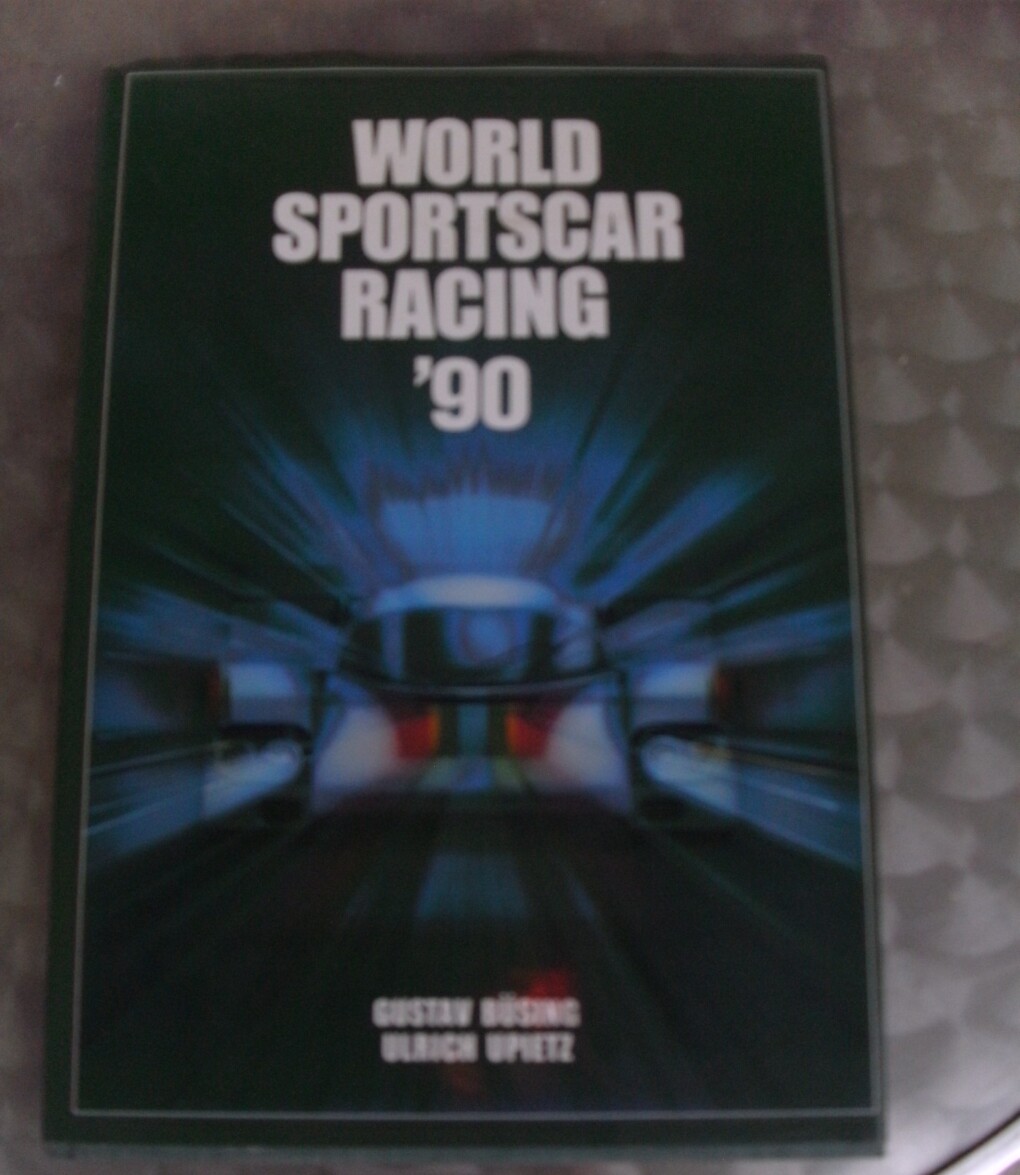 WORLD
SPORTSCAR
RACING
'90
GUSTAV BÜSING
ULRICH UPIETZ